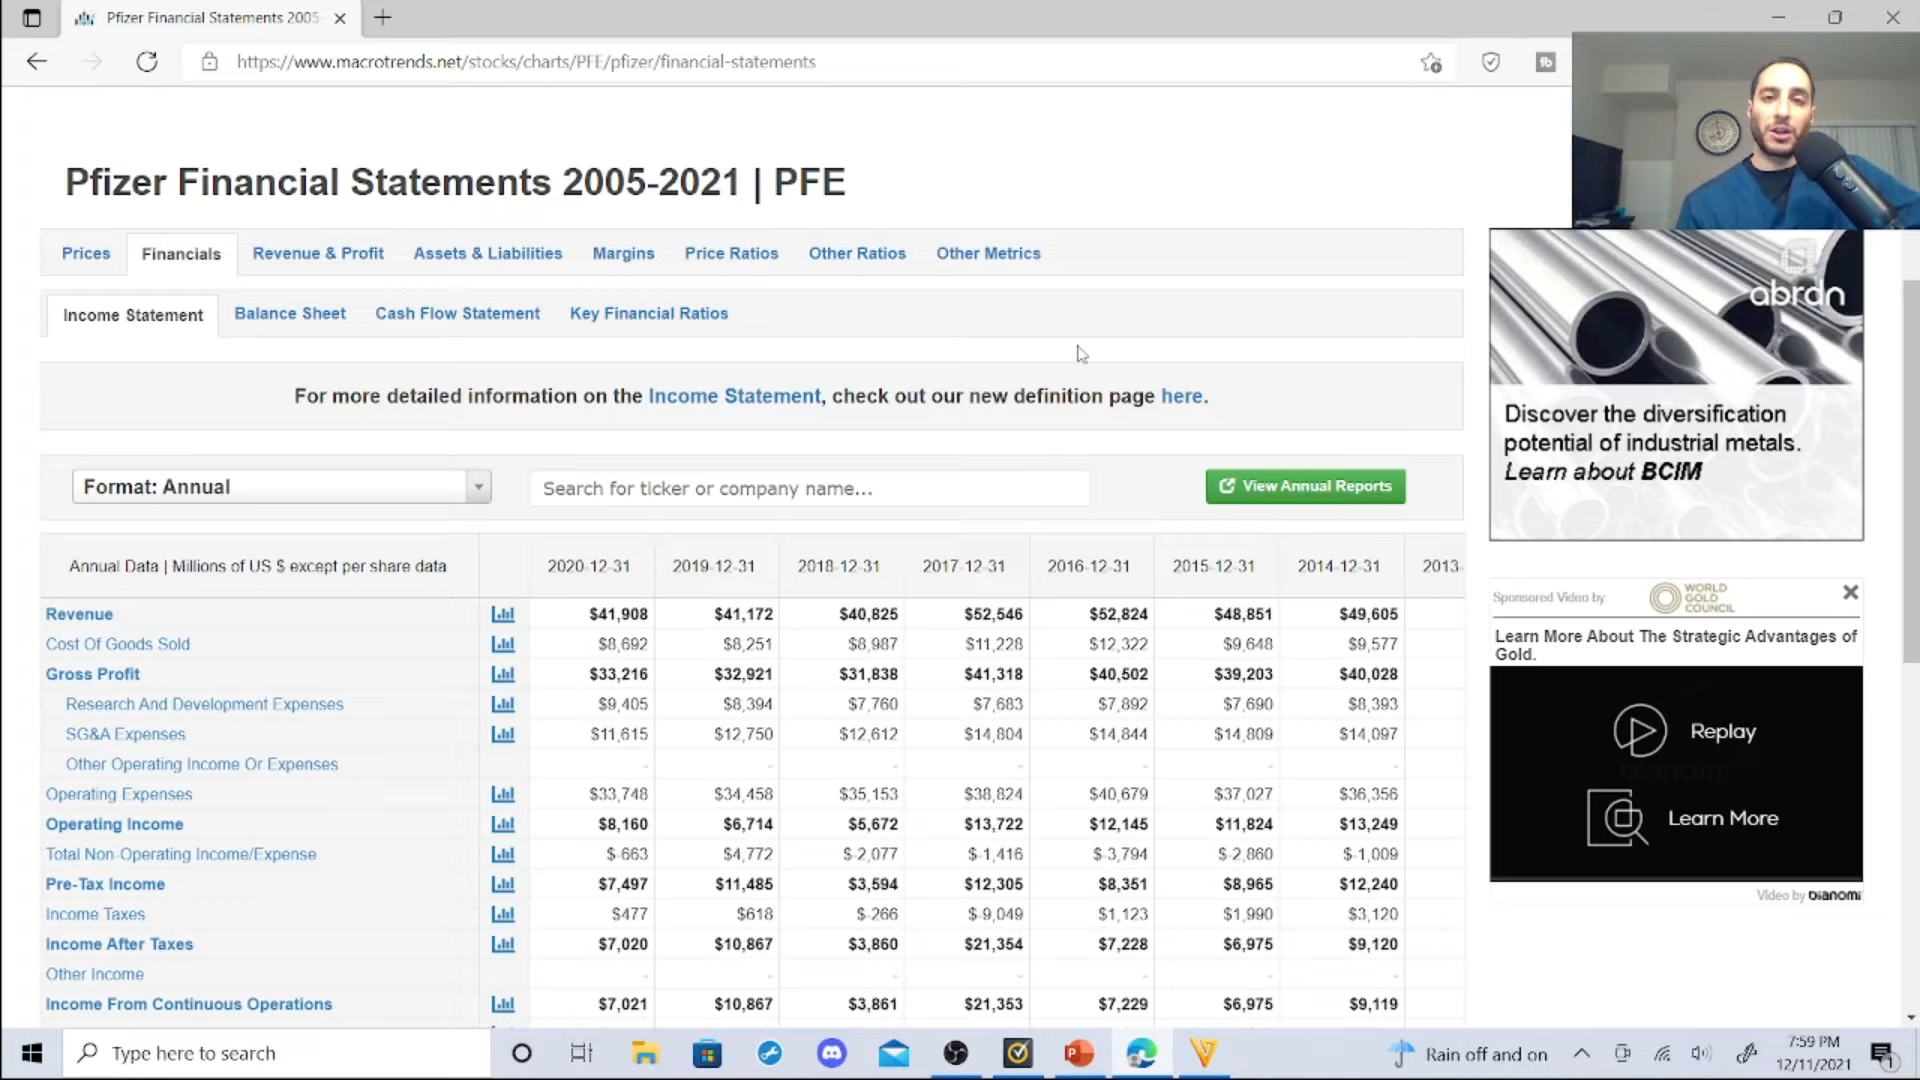 Pfizer Financial Statements 2005-
https://www.macrotrends.net/stocks/charts/PFE/pfizer/financial-statements
fb
Pfizer Financial Statements 2005-2021 | PFE
Prices Financials Revenue & Profit Assets & Liabilities Margins Price Ratios Other Ratios Other Metrics
Income Statement Balance Sheet Cash Flow Statement Key Financial Ratios
For more detailed information on the Income Statement, check out our new definition page here.
Format: Annual Search for ticker or company name... View Annual Reports
Annual Data | Millions of US $ except per share data 2020-12-31 2019-12-31 2018-12-31 2017-12-31 2016-12-31 2015-12-31 2014-12-31 2013-
Revenue $41,908 $41,172 $40,825 $52,546 $52,824 $48,851 $49,605
Cost Of Goods Sold $8,692 $8,251 $8,987 $11,228 $12,322 $9,648 $9,577
Gross Profit $33,216 $32,921 $31,838 $41,318 $40,502 $39,203 $40,028
Research And Development Expenses $9,405 $8,394 $7,760 $7,683 $7,892 $7,690 $8,393
SG&A Expenses $11,615 $12,750 $12,612 $14,804 $14,844 $14,809 $14,097
Other Operating Income Or Expenses - - - - - - -
Operating Expenses $33,748 $34,458 $35,153 $38,824 $40,679 $37,027 $36,356
Operating Income $8,160 $6,714 $5,672 $13,722 $12,145 $11,824 $13,249
Total Non-Operating Income/Expense $-663 $4,772 $-2,077 $-1,416 $-3,794 $-2,860 $-1,009
Pre-Tax Income $7,497 $11,485 $3,594 $12,305 $8,351 $8,965 $12,240
Income Taxes $477 $618 $-266 $-9,049 $1,123 $1,990 $3,120
Income After Taxes $7,020 $10,867 $3,860 $21,354 $7,228 $6,975 $9,120
Other Income - - - - - - -
Income From Continuous Operations $7,021 $10,867 $3,861 $21,353 $7,229 $6,975 $9,119
abrdn
Discover the diversification
potential of industrial metals.
Learn about BCIM
Sponsored Video by WORLD
GOLD
COUNCIL
Learn More About The Strategic Advantages of
Gold.
Replay
Learn More
Video by DIANOMI
Type here to search
Rain off and on
7:59 PM
12/11/2021
1